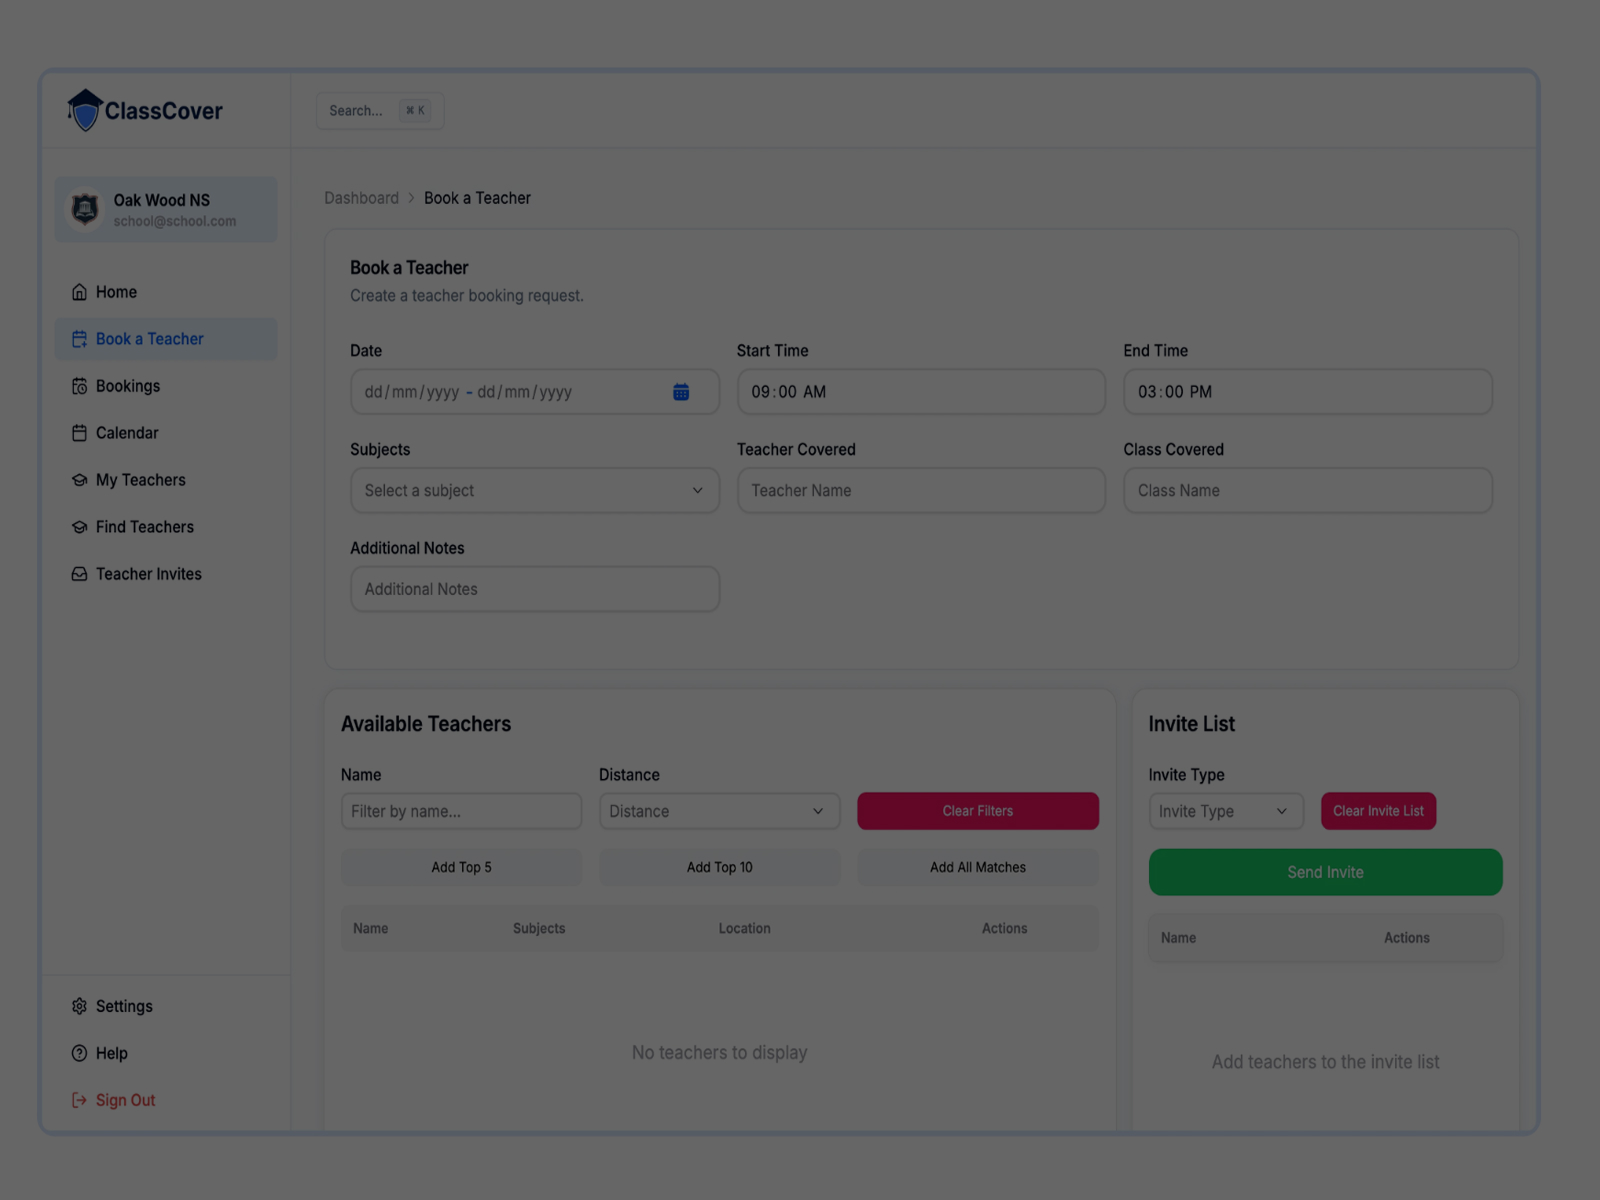 ClassCover
Search... ⌘ K
Oak Wood NS
school@school.com
Home
Book a Teacher
Bookings
Calendar
My Teachers
Find Teachers
Teacher Invites
Settings
Help
Sign Out
Dashboard > Book a Teacher
Book a Teacher
Create a teacher booking request.
Date Start Time End Time
dd/mm/yyyy - dd/mm/yyyy 09:00 AM 03:00 PM
Subjects Teacher Covered Class Covered
Select a subject Teacher Name Class Name
Additional Notes
Additional Notes
Available Teachers
Name Distance
Filter by name... Distance Clear Filters
Add Top 5 Add Top 10 Add All Matches
Name Subjects Location Actions
No teachers to display
Invite List
Invite Type
Invite Type Clear Invite List
Send Invite
Name Actions
Add teachers to the invite list